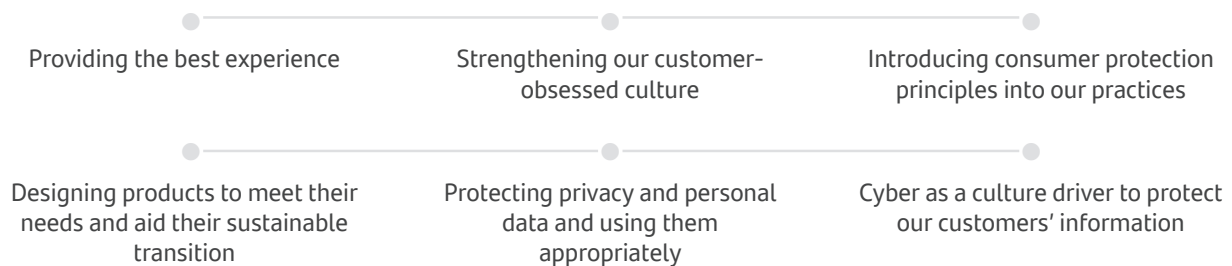 Providing the best experience
Strengthening our customer-
obsessed culture
Introducing consumer protection
principles into our practices
Designing products to meet their
needs and aid their sustainable
transition
Protecting privacy and personal
data and using them
appropriately
Cyber as a culture driver to protect
our customers’ information